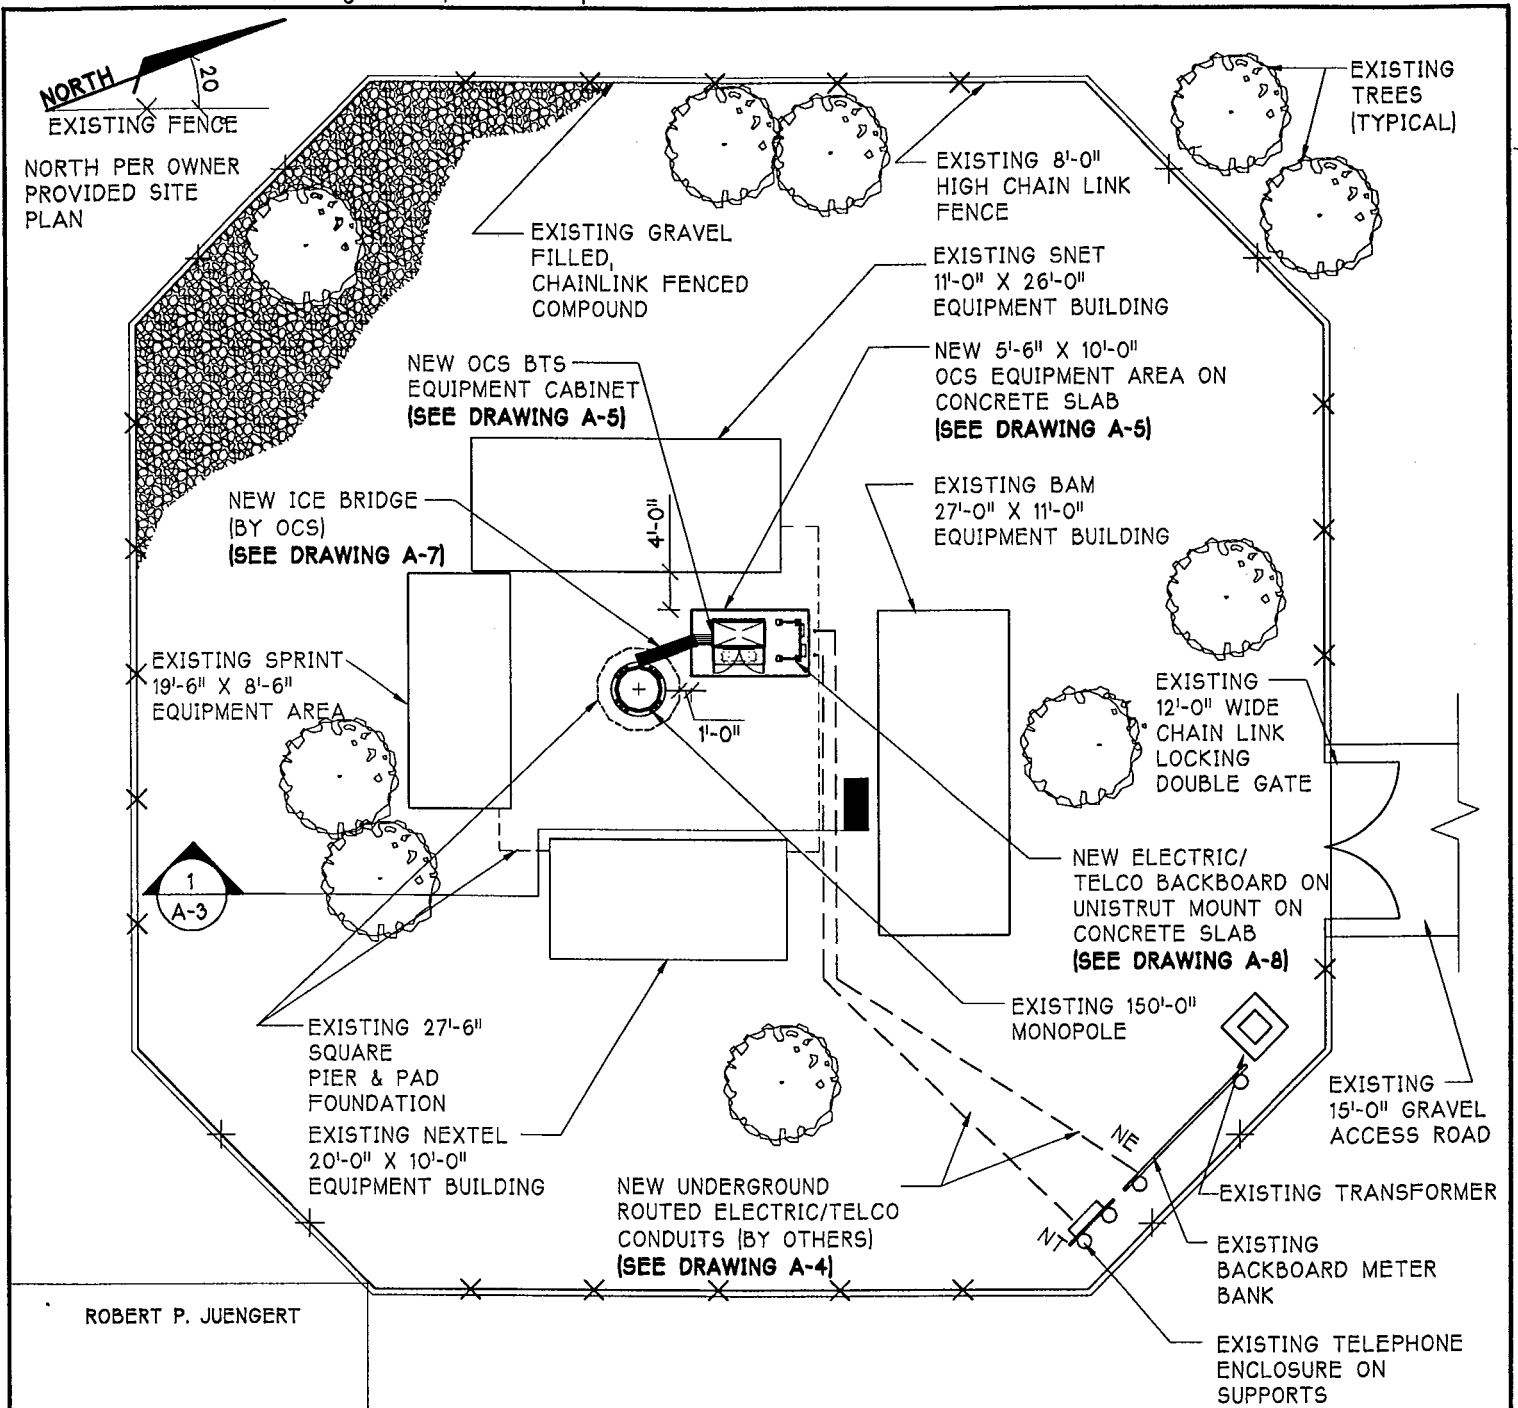 NORTH
20
EXISTING FENCE
NORTH PER OWNER
PROVIDED SITE
PLAN
EXISTING
TREES
(TYPICAL)
EXISTING 8'-0"
HIGH CHAIN LINK
FENCE
EXISTING GRAVEL
FILLED,
CHAINLINK FENCED
COMPOUND
EXISTING SNET
11'-0" X 26'-0"
EQUIPMENT BUILDING
NEW OCS BTS
EQUIPMENT CABINET
(SEE DRAWING A-5)
NEW 5'-6" X 10'-0"
OCS EQUIPMENT AREA ON
CONCRETE SLAB
(SEE DRAWING A-5)
NEW ICE BRIDGE
(BY OCS)
(SEE DRAWING A-7)
4'-0"
EXISTING BAM
27'-0" X 11'-0"
EQUIPMENT BUILDING
EXISTING SPRINT
19'-6" X 8'-6"
EQUIPMENT AREA
1'-0"
EXISTING
12'-0" WIDE
CHAIN LINK
LOCKING
DOUBLE GATE
1
A-3
NEW ELECTRIC/
TELCO BACKBOARD ON
UNISTRUT MOUNT ON
CONCRETE SLAB
(SEE DRAWING A-8)
EXISTING 150'-0"
MONOPOLE
EXISTING 27'-6"
SQUARE
PIER & PAD
FOUNDATION
EXISTING NEXTEL
20'-0" X 10'-0"
EQUIPMENT BUILDING
EXISTING
15'-0" GRAVEL
ACCESS ROAD
NE
NT
NEW UNDERGROUND
ROUTED ELECTRIC/TELCO
CONDUITS (BY OTHERS)
(SEE DRAWING A-4)
EXISTING TRANSFORMER
EXISTING
BACKBOARD METER
BANK
EXISTING TELEPHONE
ENCLOSURE ON
SUPPORTS
ROBERT P. JUENGERT